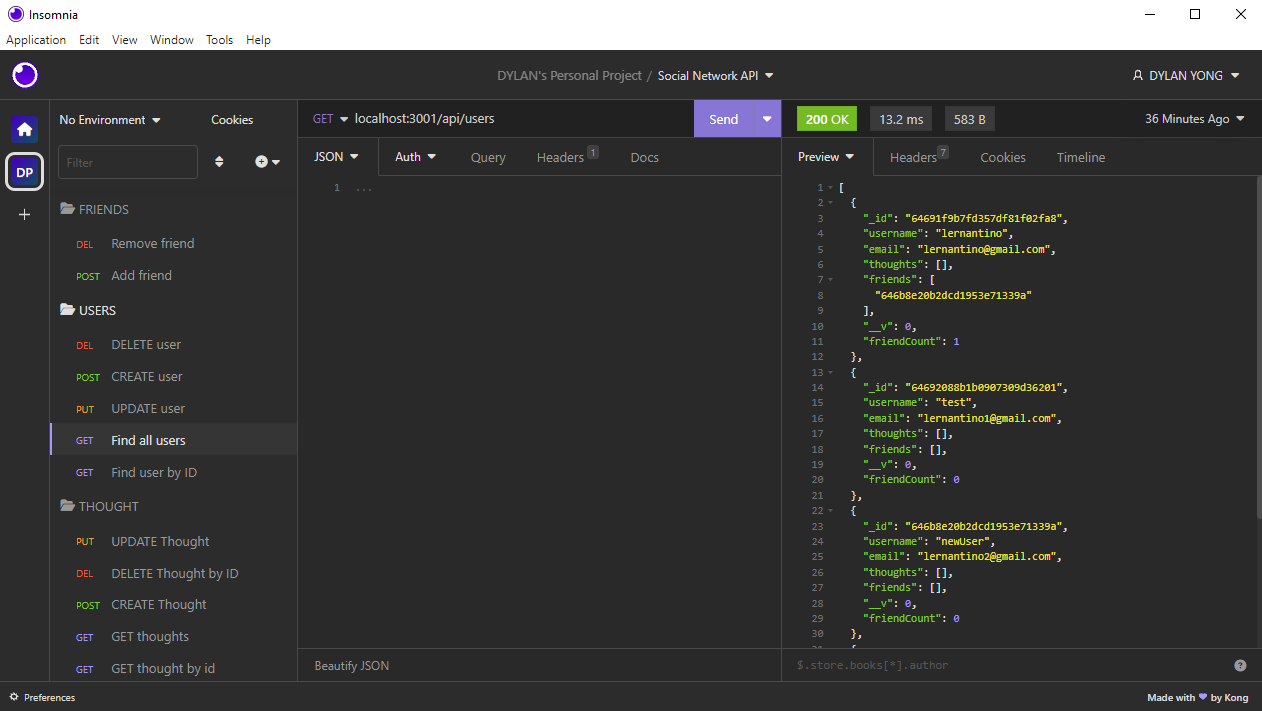 Insomnia
Application Edit View Window Tools Help
DYLAN's Personal Project / Social Network API
DYLAN YONG
DP
No Environment Cookies
Filter
FRIENDS
DEL Remove friend
POST Add friend
USERS
DEL DELETE user
POST CREATE user
PUT UPDATE user
GET Find all users
GET Find user by ID
THOUGHT
PUT UPDATE Thought
DEL DELETE Thought by ID
POST CREATE Thought
GET GET thoughts
GET GET thought by id
GET localhost:3001/api/users Send
JSON Auth Query Headers 1 Docs
1 ...
Beautify JSON
200 OK 13.2 ms 583 B 36 Minutes Ago
Preview Headers 7 Cookies Timeline
1 [
2 {
3 "_id": "64691f9b7fd357df81f02fa8",
4 "username": "lernantino",
5 "email": "lernantino@gmail.com",
6 "thoughts": [],
7 "friends": [
8 "646b8e20b2dcd1953e71339a"
9 ],
10 "__v": 0,
11 "friendCount": 1
12 },
13 {
14 "_id": "64692088b1b0907309d36201",
15 "username": "test",
16 "email": "lernantino1@gmail.com",
17 "thoughts": [],
18 "friends": [],
19 "__v": 0,
20 "friendCount": 0
21 },
22 {
23 "_id": "646b8e20b2dcd1953e71339a",
24 "username": "newUser",
25 "email": "lernantino2@gmail.com",
26 "thoughts": [],
27 "friends": [],
28 "__v": 0,
29 "friendCount": 0
30 },
$.store.books[*].author ?
Preferences
Made with by Kong